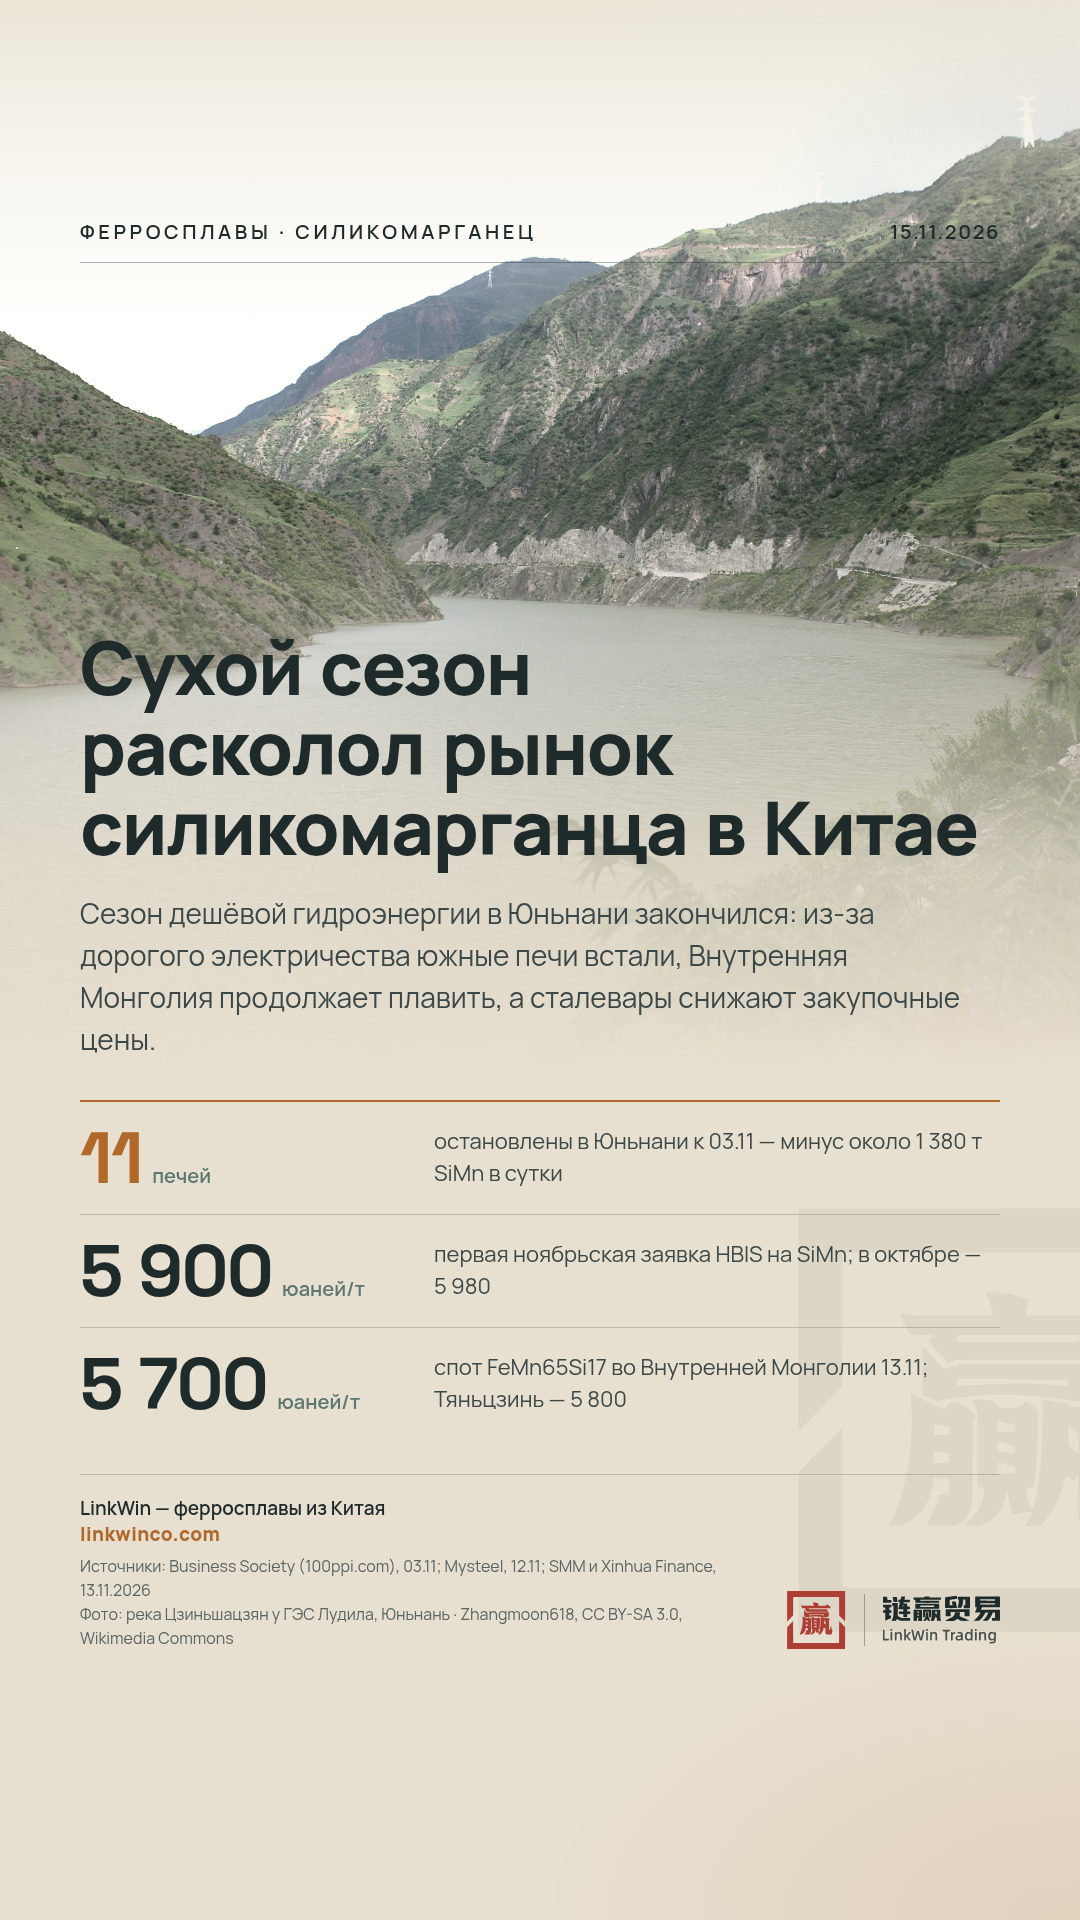 ФЕРРОСПЛАВЫ · СИЛИКОМАРГАНЕЦ
15.11.2026
Сухой сезон
расколол рынок
силикомарганца в Китае
Сезон дешёвой гидроэнергии в Юньнани закончился: из-за
дорогого электричества южные печи встали, Внутренняя
Монголия продолжает плавить, а сталевары снижают закупочные
цены.
11 печей
остановлены в Юньнани к 03.11 — минус около 1 380 т
SiMn в сутки
5 900 юаней/т
первая ноябрьская заявка HBIS на SiMn; в октябре —
5 980
5 700 юаней/т
спот FeMn65Si17 во Внутренней Монголии 13.11;
Тяньцзинь — 5 800
LinkWin — ферросплавы из Китая
linkwinco.com
Источники: Business Society (100ppi.com), 03.11; Mysteel, 12.11; SMM и Xinhua Finance,
13.11.2026
Фото: река Цзиньшацзян у ГЭС Лудила, Юньнань · Zhangmoon618, CC BY-SA 3.0,
Wikimedia Commons
赢
链赢贸易
LinkWin Trading
赢